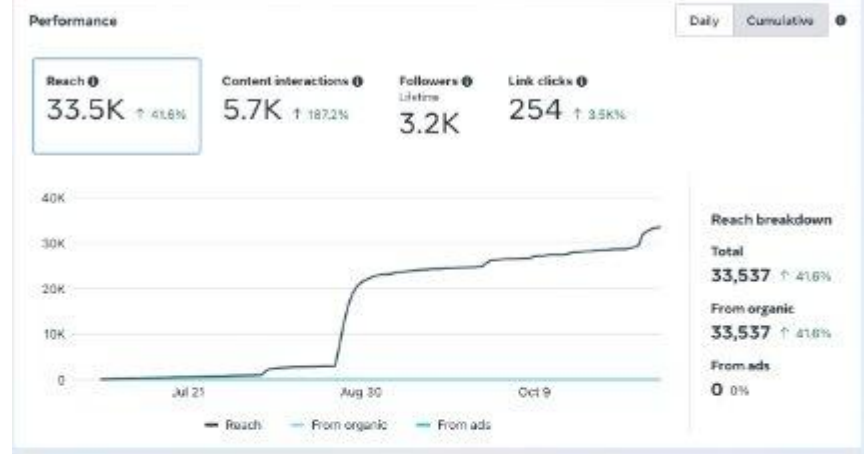 Performance
Daily Cumulative
Reach
33.5K ↑ 41.6%
Content interactions
5.7K ↑ 187.2%
Followers
Lifetime
3.2K
Link clicks
254 ↑ 3.5K%
40K
30K
20K
10K
0
Jul 21 Aug 30 Oct 9
Reach From organic From ads
Reach breakdown
Total
33,537 ↑ 41.6%
From organic
33,537 ↑ 41.6%
From ads
0 0%